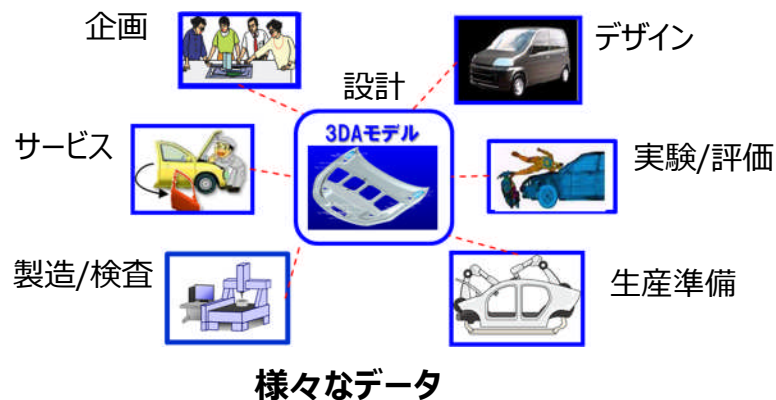 企画
デザイン
設計
サービス
3DAモデル
実験/評価
製造/検査
生産準備
様々なデータ